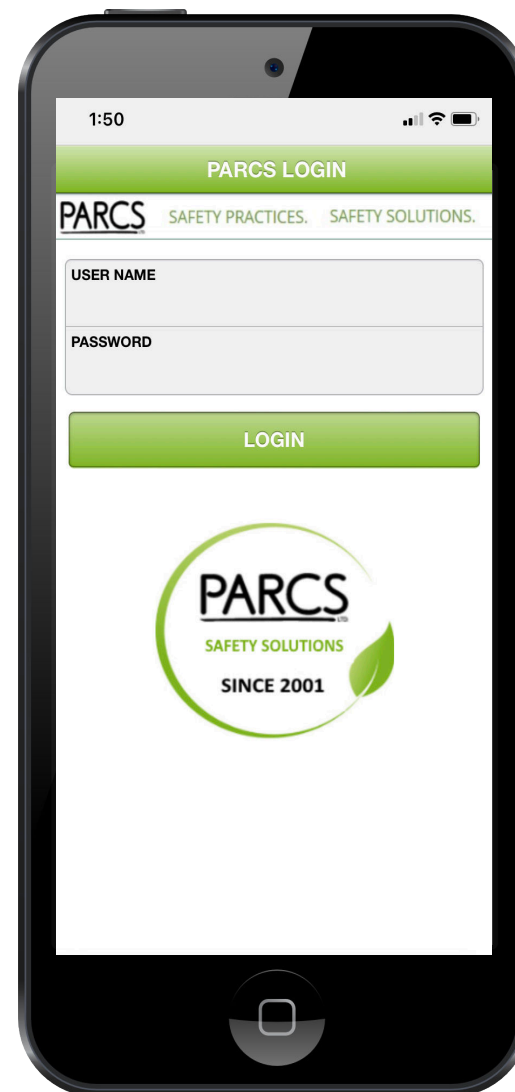 1:50
PARCS LOGIN
PARCS LTD SAFETY PRACTICES. SAFETY SOLUTIONS.
USER NAME
PASSWORD
LOGIN
PARCS
LTD
SAFETY SOLUTIONS
SINCE 2001